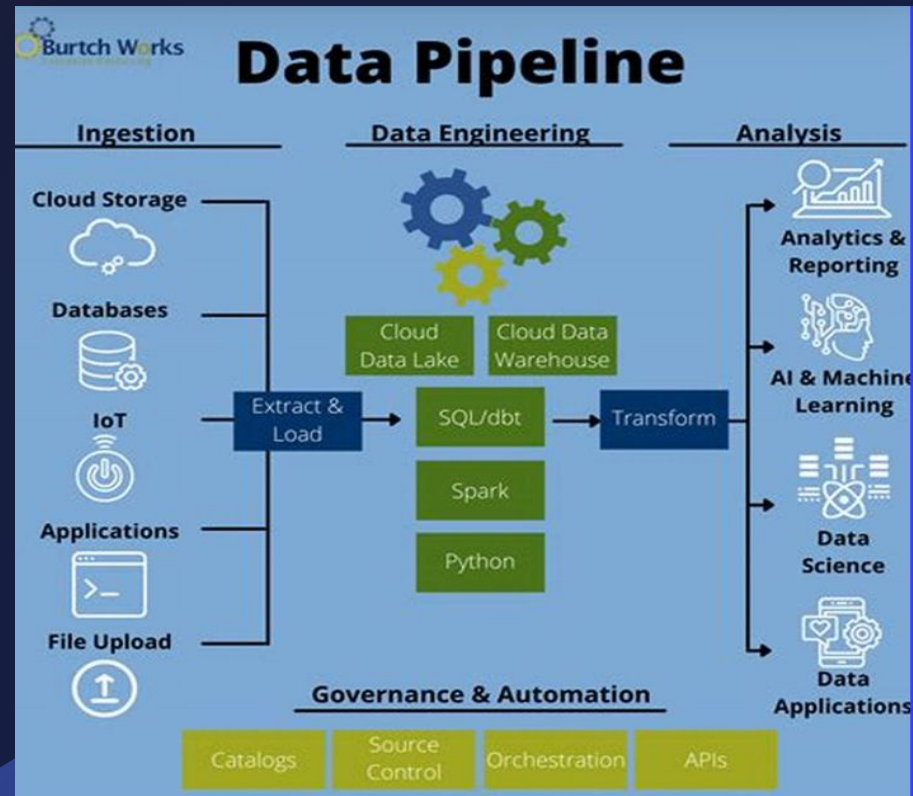 Burtch Works
Data Pipeline
Ingestion
Cloud Storage
Databases
IoT
Applications
>_
File Upload
Extract &
Load
Data Engineering
Cloud
Data Lake
Cloud Data
Warehouse
SQL/dbt
Spark
Python
Transform
Analysis
Analytics &
Reporting
AI & Machine
Learning
Data
Science
Data
Applications
Governance & Automation
Catalogs
Source
Control
Orchestration
APIs